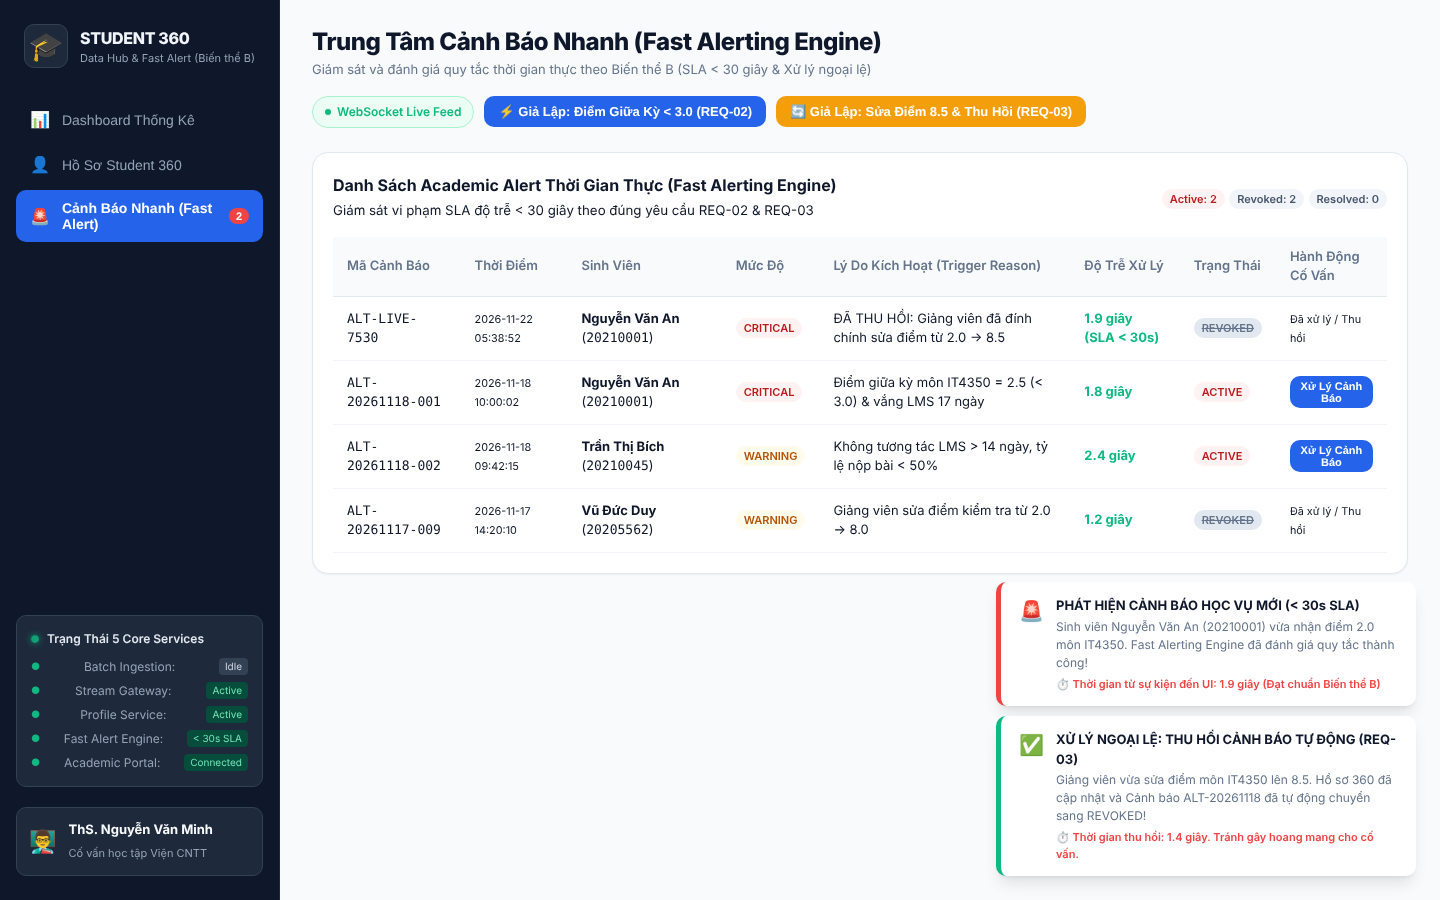 STUDENT 360
Data Hub & Fast Alert (Biến thể B)
Dashboard Thống Kê
Hồ Sơ Student 360
Cảnh Báo Nhanh (Fast
Alert)
2
Trạng Thái 5 Core Services
Batch Ingestion: Idle
Stream Gateway: Active
Profile Service: Active
Fast Alert Engine: < 30s SLA
Academic Portal: Connected
ThS. Nguyễn Văn Minh
Cố vấn học tập Viện CNTT
Trung Tâm Cảnh Báo Nhanh (Fast Alerting Engine)
Giám sát và đánh giá quy tắc thời gian thực theo Biến thể B (SLA < 30 giây & Xử lý ngoại lệ)
WebSocket Live Feed
⚡ Giả Lập: Điểm Giữa Kỳ < 3.0 (REQ-02)
🔄 Giả Lập: Sửa Điểm 8.5 & Thu Hồi (REQ-03)
Danh Sách Academic Alert Thời Gian Thực (Fast Alerting Engine)
Giám sát vi phạm SLA độ trễ < 30 giây theo đúng yêu cầu REQ-02 & REQ-03
Active: 2 Revoked: 2 Resolved: 0
Mã Cảnh Báo Thời Điểm Sinh Viên Mức Độ Lý Do Kích Hoạt (Trigger Reason) Độ Trễ Xử Lý Trạng Thái Hành Động
Cố Vấn
ALT-LIVE- 2026-11-22 Nguyễn Văn An CRITICAL ĐÃ THU HỒI: Giảng viên đã đính 1.9 giây REVOKED Đã xử lý / Thu
7530 05:38:52 (20210001) chính sửa điểm từ 2.0 → 8.5 (SLA < 30s) hồi
ALT- 2026-11-18 Nguyễn Văn An CRITICAL Điểm giữa kỳ môn IT4350 = 2.5 (< 1.8 giây ACTIVE Xử Lý Cảnh
20261118-001 10:00:02 (20210001) 3.0) & vắng LMS 17 ngày Báo
ALT- 2026-11-18 Trần Thị Bích WARNING Không tương tác LMS > 14 ngày, tỷ 2.4 giây ACTIVE Xử Lý Cảnh
20261118-002 09:42:15 (20210045) lệ nộp bài < 50% Báo
ALT- 2026-11-17 Vũ Đức Duy WARNING Giảng viên sửa điểm kiểm tra từ 2.0 1.2 giây REVOKED Đã xử lý / Thu
20261117-009 14:20:10 (20205562) → 8.0 hồi
PHÁT HIỆN CẢNH BÁO HỌC VỤ MỚI (< 30s SLA)
Sinh viên Nguyễn Văn An (20210001) vừa nhận điểm 2.0
môn IT4350. Fast Alerting Engine đã đánh giá quy tắc thành
công!
⏱️ Thời gian từ sự kiện đến UI: 1.9 giây (Đạt chuẩn Biến thể B)
XỬ LÝ NGOẠI LỆ: THU HỒI CẢNH BÁO TỰ ĐỘNG (REQ-
03)
Giảng viên vừa sửa điểm môn IT4350 lên 8.5. Hồ sơ 360 đã
cập nhật và Cảnh báo ALT-20261118 đã tự động chuyển
sang REVOKED!
⏱️ Thời gian thu hồi: 1.4 giây. Tránh gây hoang mang cho cố
vấn.